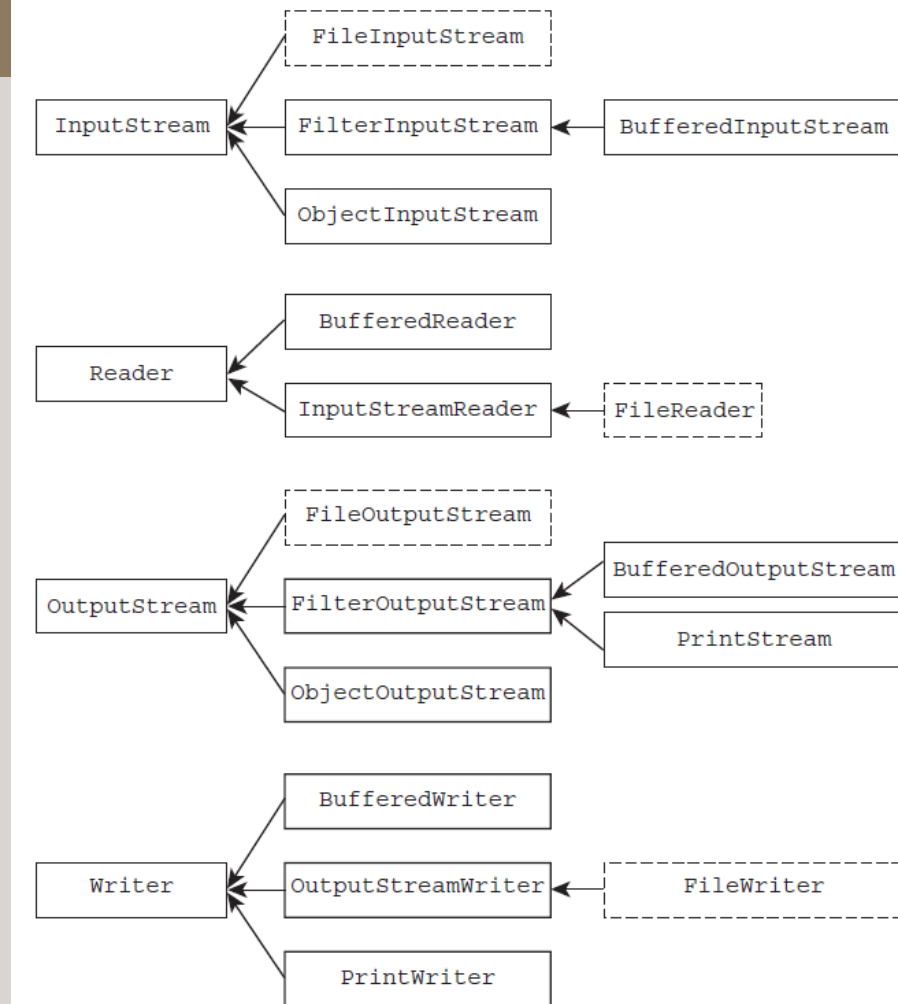 FileInputStream
InputStream
FilterInputStream
BufferedInputStream
ObjectInputStream
BufferedReader
Reader
InputStreamReader
FileReader
FileOutputStream
BufferedOutputStream
OutputStream
FilterOutputStream
PrintStream
ObjectOutputStream
BufferedWriter
Writer
OutputStreamWriter
FileWriter
PrintWriter